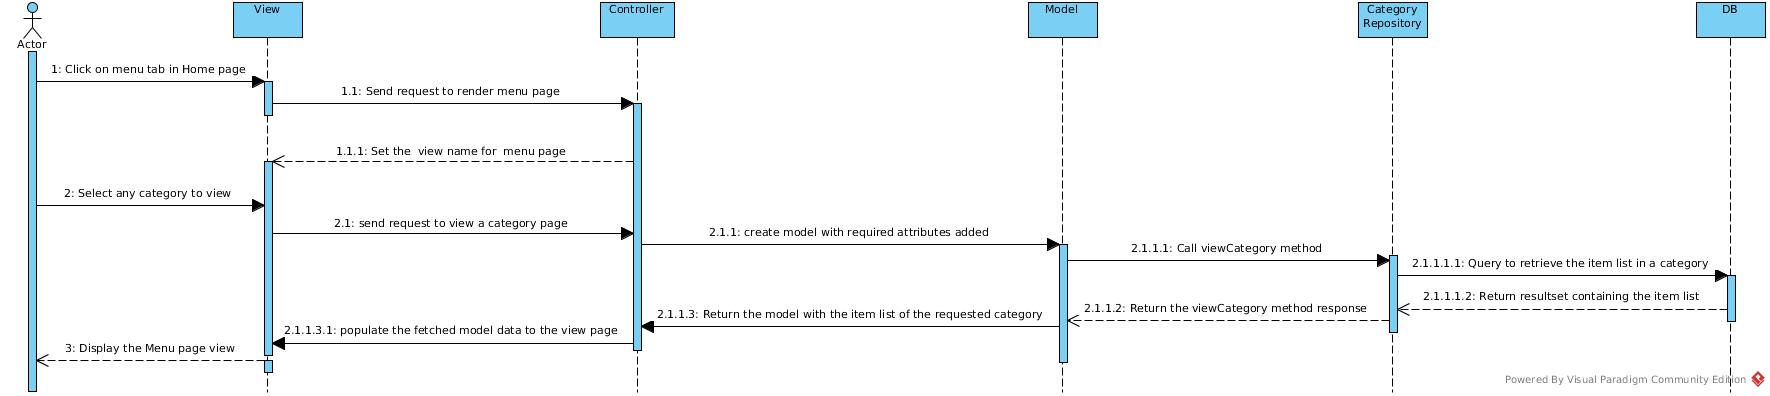 View
Controller
Model
Category
Repository
DB
Actor
1: Click on menu tab in Home page
1.1: Send request to render menu page
1.1.1: Set the  view name for  menu page
2: Select any category to view
2.1: send request to view a category page
2.1.1: create model with required attributes added
2.1.1.1: Call viewCategory method
2.1.1.1.1: Query to retrieve the item list in a category
2.1.1.1.2: Return resultset containing the item list
2.1.1.2: Return the viewCategory method response
2.1.1.3: Return the model with the item list of the requested category
2.1.1.3.1: populate the fetched model data to the view page
3: Display the Menu page view
Powered By Visual Paradigm Community Edition